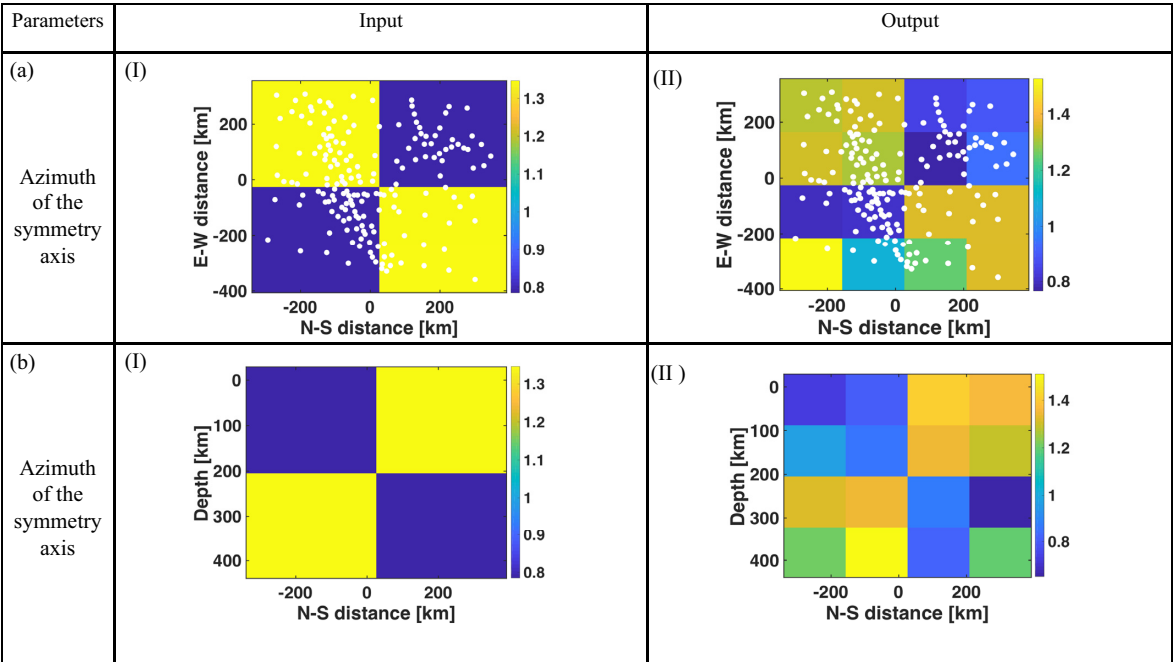 Parameters
Input
Output
(a)
Azimuth
of the
symmetry
axis
(I)
E-W distance [km]
200
0
-200
-400
-200
0
200
N-S distance [km]
1.3
1.2
1.1
1
0.9
0.8
(II)
E-W distance [km]
200
0
-200
-400
-200
0
200
N-S distance [km]
1.4
1.2
1
0.8
(b)
Azimuth
of the
symmetry
axis
(I)
Depth [km]
0
100
200
300
400
-200
0
200
N-S distance [km]
1.3
1.2
1.1
1
0.9
0.8
(II )
Depth [km]
0
100
200
300
400
-200
0
200
N-S distance [km]
1.4
1.2
1
0.8